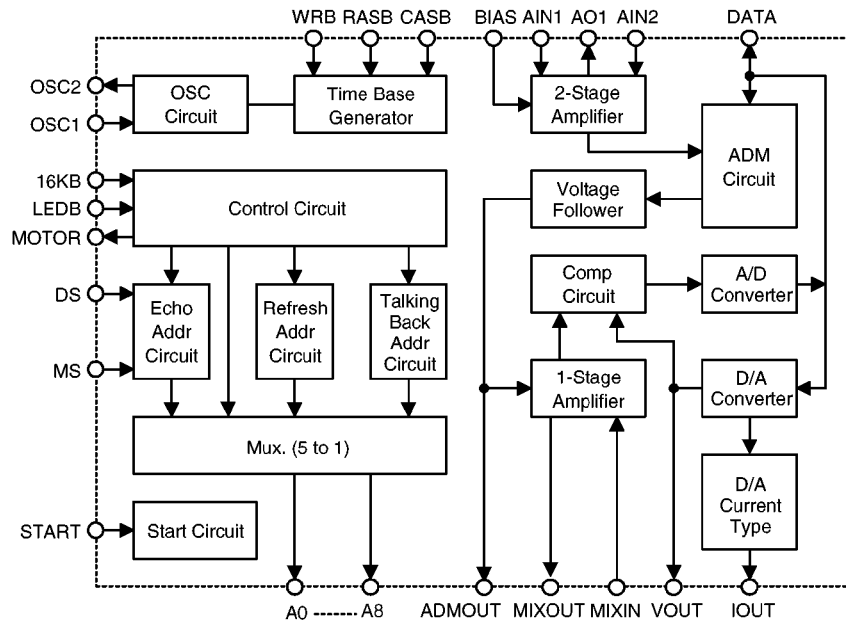 WRB RASB CASB BIAS AIN1 AO1 AIN2 DATA
OSC2
OSC1
OSC
Circuit
Time Base
Generator
2-Stage
Amplifier
ADM
Circuit
16KB
LEDB
MOTOR
Control Circuit
Voltage
Follower
DS
MS
Echo
Addr
Circuit
Refresh
Addr
Circuit
Talking
Back
Addr
Circuit
Comp
Circuit
A/D
Converter
1-Stage
Amplifier
D/A
Converter
Mux. (5 to 1)
D/A
Current
Type
START
Start Circuit
A0 ------- A8 ADMOUT MIXOUT MIXIN VOUT IOUT